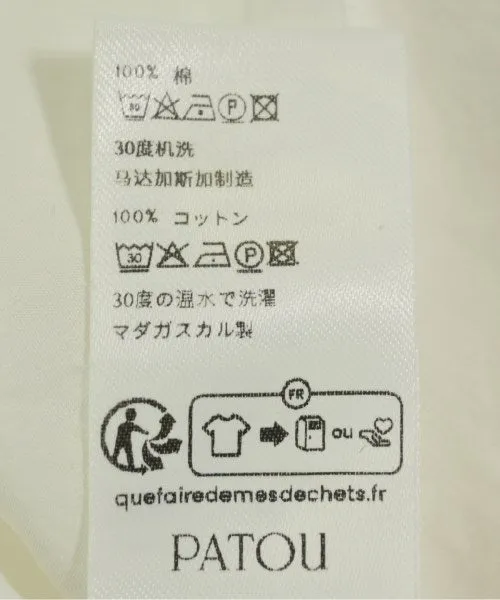 100% 棉
30
P
30度机洗
马达加斯加制造
100% コットン
30
P
30度の温水で洗濯
マダガスカル製
FR
ou
quefairedemesdechets.fr
PATOU